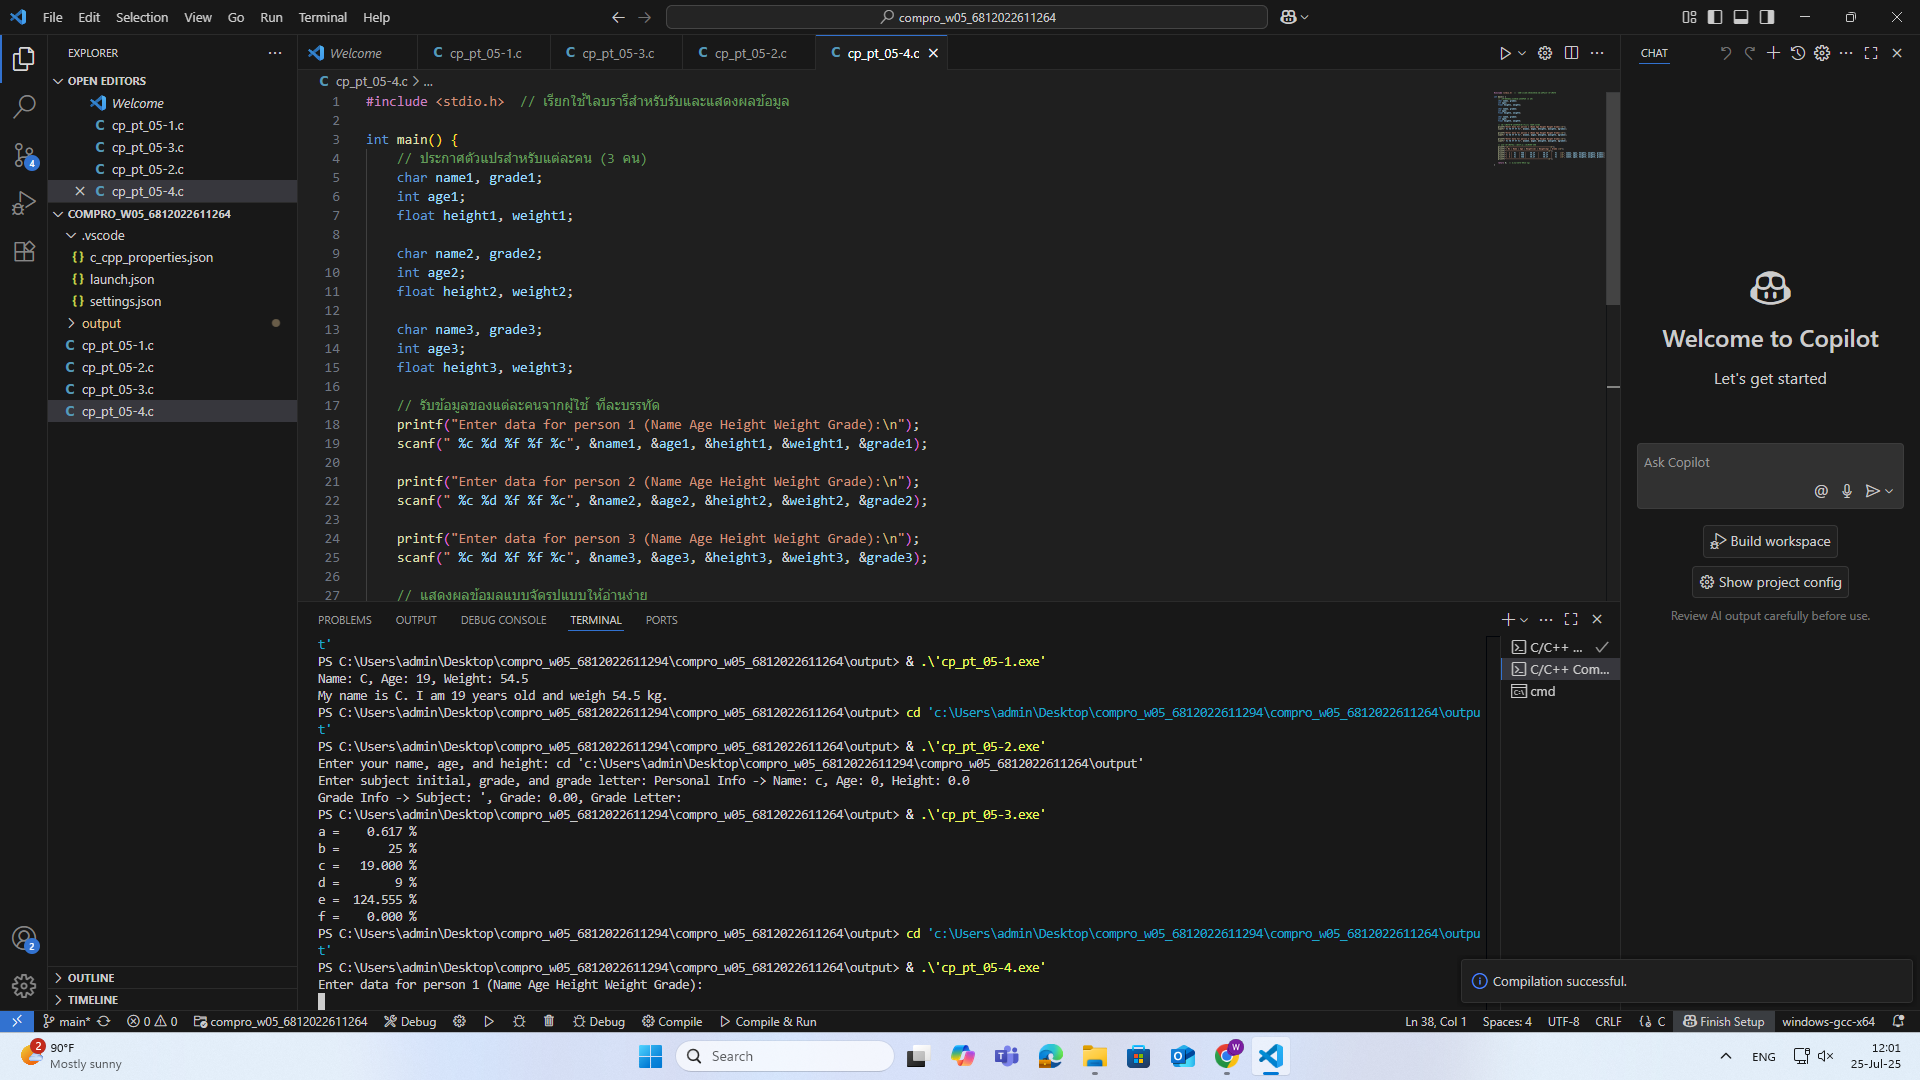 File Edit Selection View Go Run Terminal Help
compro_w05_6812022611264
EXPLORER
OPEN EDITORS
Welcome
cp_pt_05-1.c
cp_pt_05-3.c
cp_pt_05-2.c
cp_pt_05-4.c
COMPRO_W05_6812022611264
.vscode
c_cpp_properties.json
launch.json
settings.json
output
cp_pt_05-1.c
cp_pt_05-2.c
cp_pt_05-3.c
cp_pt_05-4.c
OUTLINE
TIMELINE
4
2
Welcome cp_pt_05-1.c cp_pt_05-3.c cp_pt_05-2.c cp_pt_05-4.c
cp_pt_05-4.c > ...
1 #include <stdio.h>  // เรียกใช้ไลบรารีสำหรับรับและแสดงผลข้อมูล
2
3 int main() {
4 // ประกาศตัวแปรสำหรับแต่ละคน (3 คน)
5 char name1, grade1;
6 int age1;
7 float height1, weight1;
8
9 char name2, grade2;
10 int age2;
11 float height2, weight2;
12
13 char name3, grade3;
14 int age3;
15 float height3, weight3;
16
17 // รับข้อมูลของแต่ละคนจากผู้ใช้ ทีละบรรทัด
18 printf("Enter data for person 1 (Name Age Height Weight Grade):\n");
19 scanf(" %c %d %f %f %c", &name1, &age1, &height1, &weight1, &grade1);
20
21 printf("Enter data for person 2 (Name Age Height Weight Grade):\n");
22 scanf(" %c %d %f %f %c", &name2, &age2, &height2, &weight2, &grade2);
23
24 printf("Enter data for person 3 (Name Age Height Weight Grade):\n");
25 scanf(" %c %d %f %f %c", &name3, &age3, &height3, &weight3, &grade3);
26
27 // แสดงผลข้อมูลแบบจัดรูปแบบให้อ่านง่าย
PROBLEMS OUTPUT DEBUG CONSOLE TERMINAL PORTS
t'
PS C:\Users\admin\Desktop\compro_w05_6812022611294\compro_w05_6812022611264\output> & .\'cp_pt_05-1.exe'
Name: C, Age: 19, Weight: 54.5
My name is C. I am 19 years old and weigh 54.5 kg.
PS C:\Users\admin\Desktop\compro_w05_6812022611294\compro_w05_6812022611264\output> cd 'c:\Users\admin\Desktop\compro_w05_6812022611294\compro_w05_6812022611264\outpu
t'
PS C:\Users\admin\Desktop\compro_w05_6812022611294\compro_w05_6812022611264\output> & .\'cp_pt_05-2.exe'
Enter your name, age, and height: cd 'c:\Users\admin\Desktop\compro_w05_6812022611294\compro_w05_6812022611264\output'
Enter subject initial, grade, and grade letter: Personal Info -> Name: c, Age: 0, Height: 0.0
Grade Info -> Subject: ', Grade: 0.00, Grade Letter:
PS C:\Users\admin\Desktop\compro_w05_6812022611294\compro_w05_6812022611264\output> & .\'cp_pt_05-3.exe'
a =    0.617 %
b =       25 %
c =   19.000 %
d =        9 %
e =  124.555 %
f =    0.000 %
PS C:\Users\admin\Desktop\compro_w05_6812022611294\compro_w05_6812022611264\output> cd 'c:\Users\admin\Desktop\compro_w05_6812022611294\compro_w05_6812022611264\outpu
t'
PS C:\Users\admin\Desktop\compro_w05_6812022611294\compro_w05_6812022611264\output> & .\'cp_pt_05-4.exe'
Enter data for person 1 (Name Age Height Weight Grade):
C/C++ ...
C/C++ Com...
cmd
CHAT
Welcome to Copilot
Let's get started
Ask Copilot
Build workspace
Show project config
Review AI output carefully before use.
Compilation successful.
main* 0 0 compro_w05_6812022611264 Debug Debug Compile Compile & Run
Ln 38, Col 1 Spaces: 4 UTF-8 CRLF {} C Finish Setup windows-gcc-x64
2
90°F
Mostly sunny
Search
W
ENG
12:01
25-Jul-25